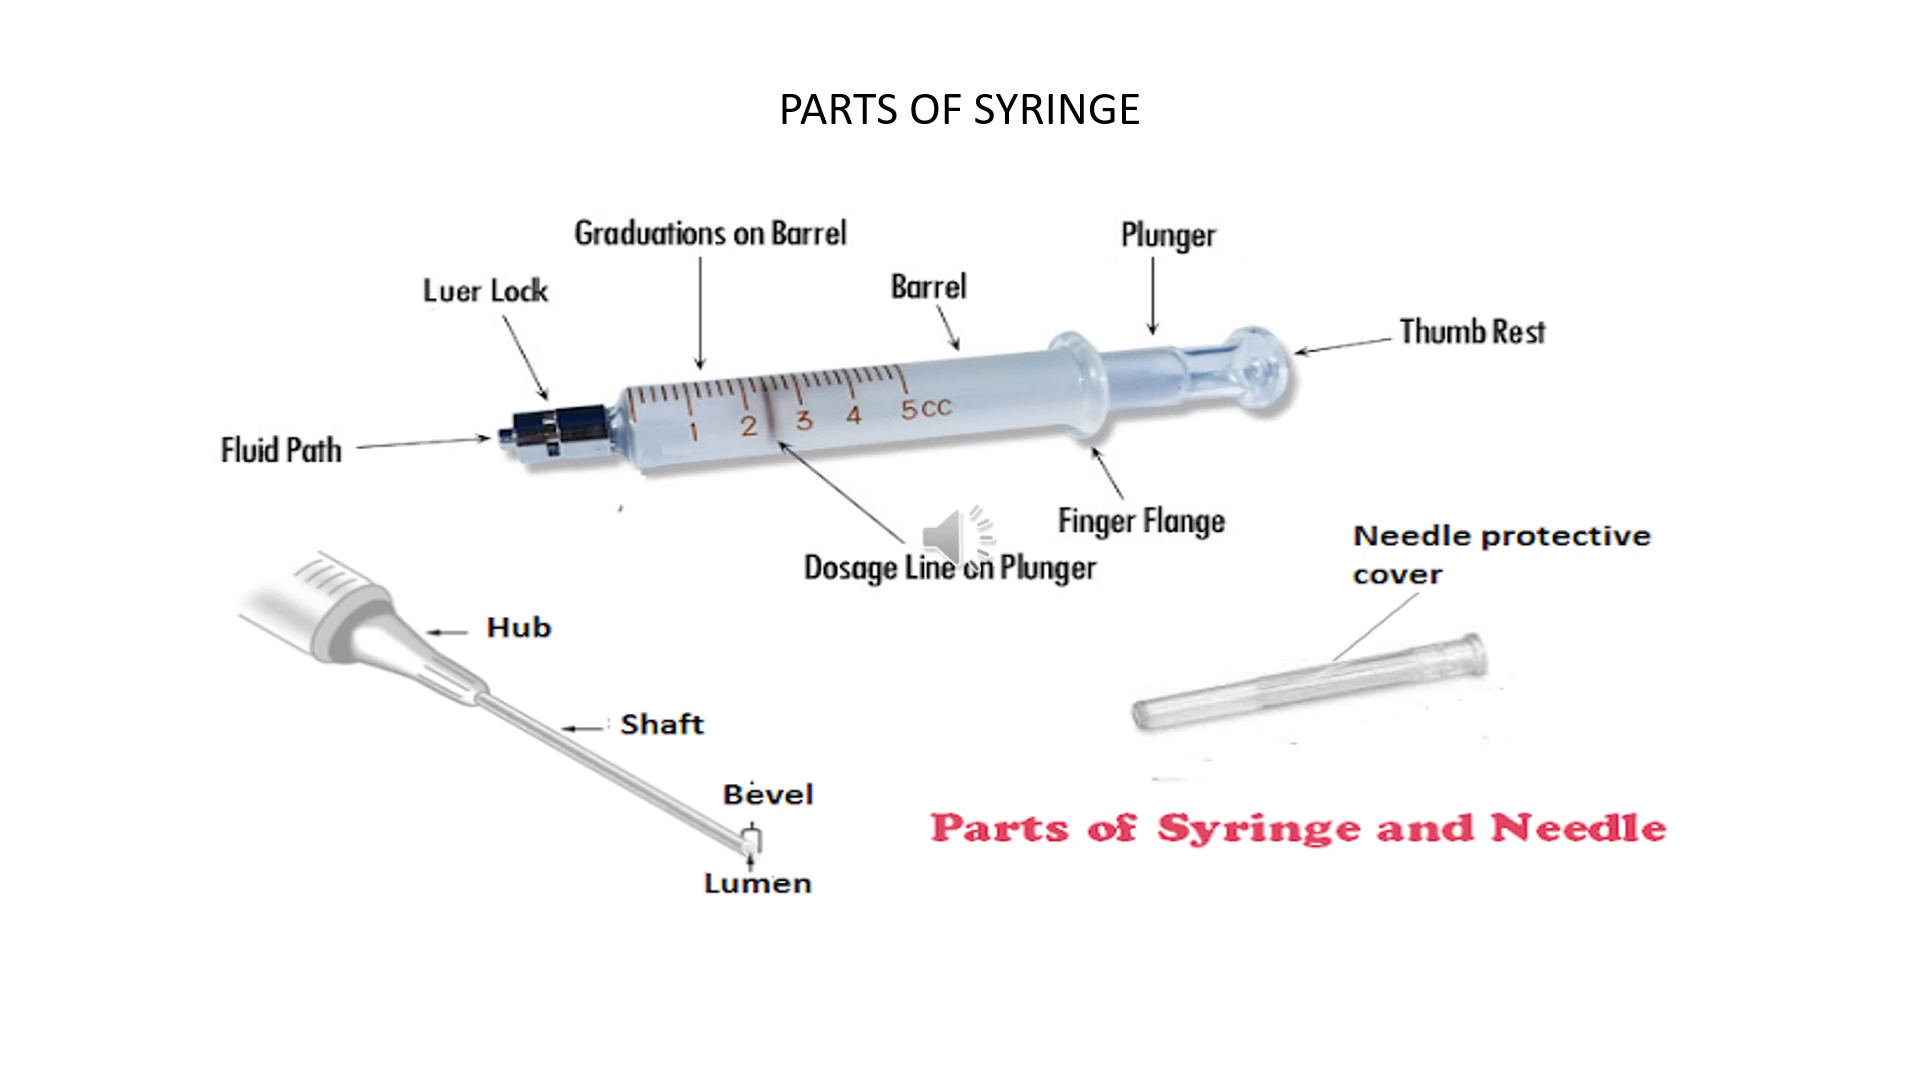 PARTS OF SYRINGE
Graduations on Barrel
Plunger
Luer Lock
Barrel
Thumb Rest
Fluid Path
1 2 3 4 5cc
Finger Flange
Dosage Line on Plunger
Needle protective
cover
Hub
Shaft
Bevel
Lumen
Parts of Syringe and Needle